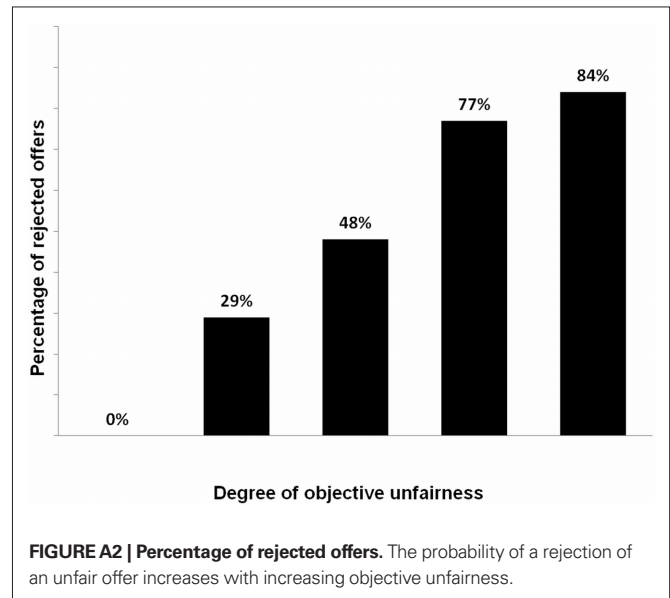 84%
77%
48%
29%
0%
Percentage of rejected offers
Degree of objective unfairness
FIGURE A2 | Percentage of rejected offers. The probability of a rejection of
an unfair offer increases with increasing objective unfairness.